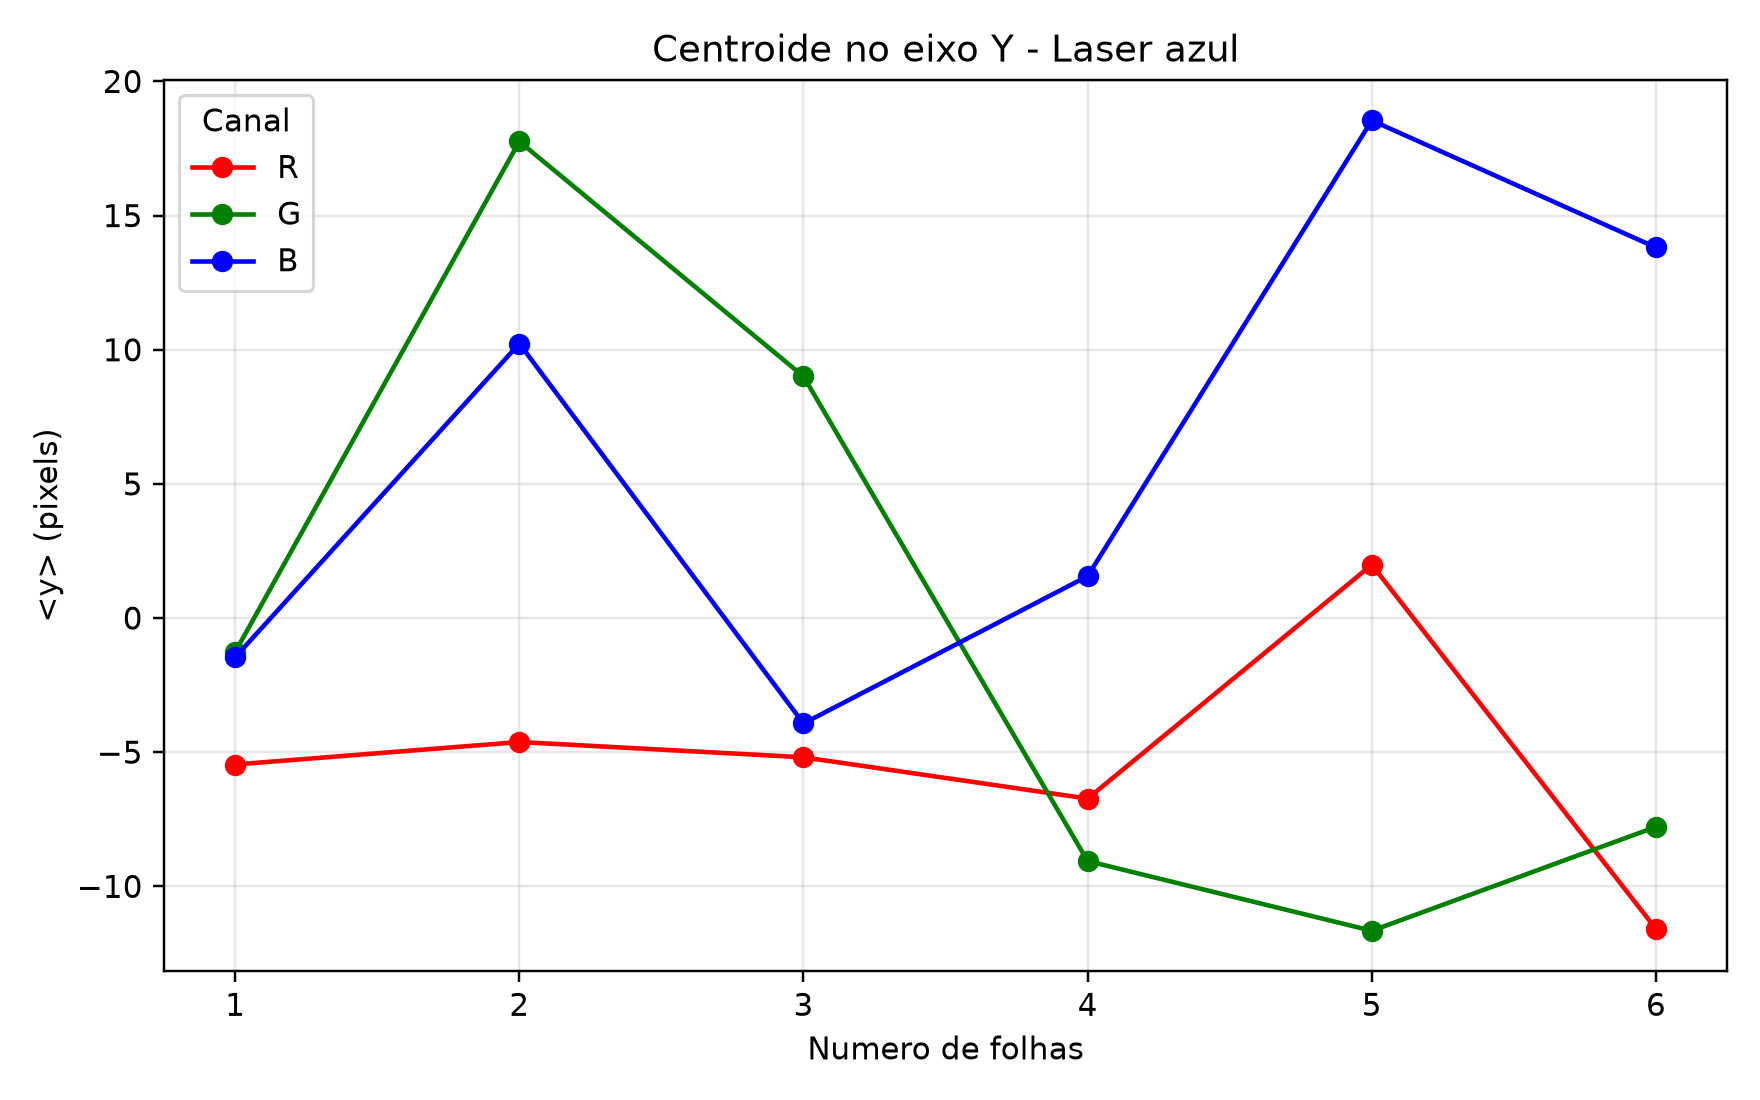 Centroide no eixo Y - Laser azul
Canal
R
G
B
20
15
10
5
0
−5
−10
<y> (pixels)
1 2 3 4 5 6
Numero de folhas